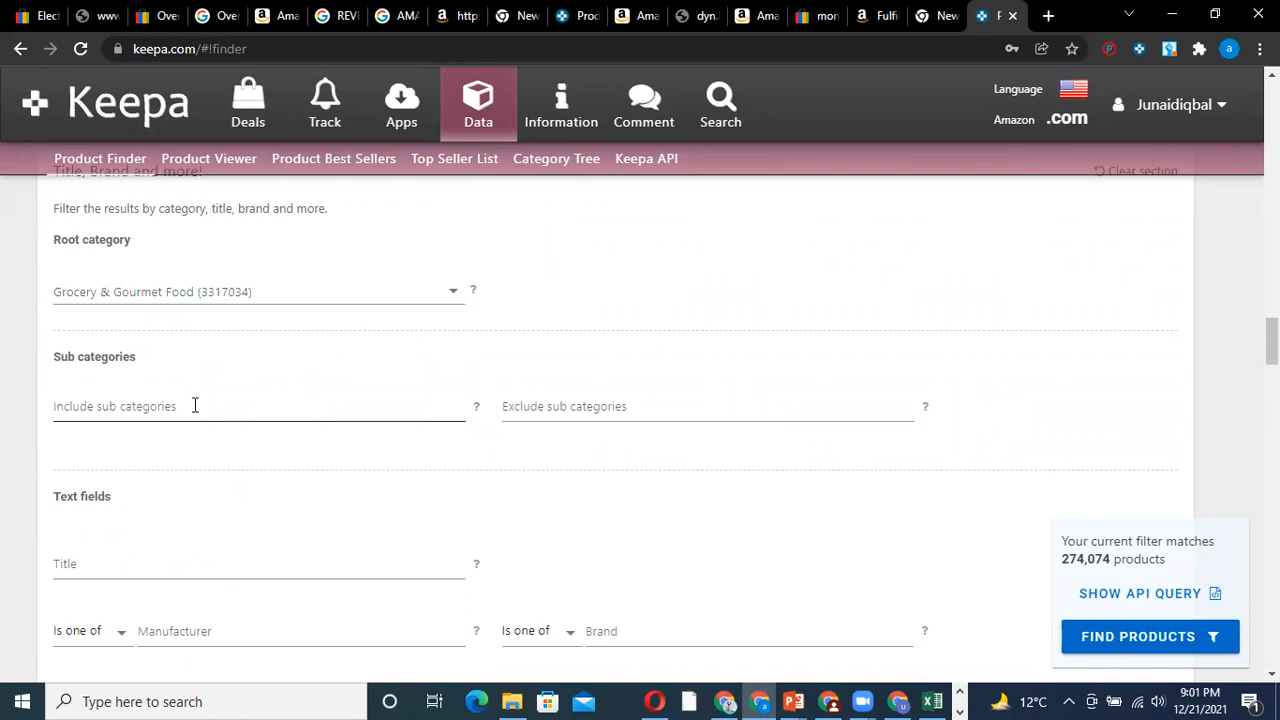 Elect
www
Over
Over
Ama
REVI
AMA
http
New
Prod
Ama
dyn
Ama
mon
Fulfi
New
F
keepa.com/#!finder
Keepa
Deals
Track
Apps
Data
Information
Comment
Search
Language
Amazon .com
Junaidiqbal
Product Finder Product Viewer Product Best Sellers Top Seller List Category Tree Keepa API
Title, Brand and more!
Clear section
Filter the results by category, title, brand and more.
Root category
Grocery & Gourmet Food (3317034) ?
Sub categories
Include sub categories ? Exclude sub categories ?
Text fields
Title ?
Is one of Manufacturer ? Is one of Brand ?
Your current filter matches
274,074 products
SHOW API QUERY
FIND PRODUCTS
Type here to search
12°C
9:01 PM
12/21/2021
1